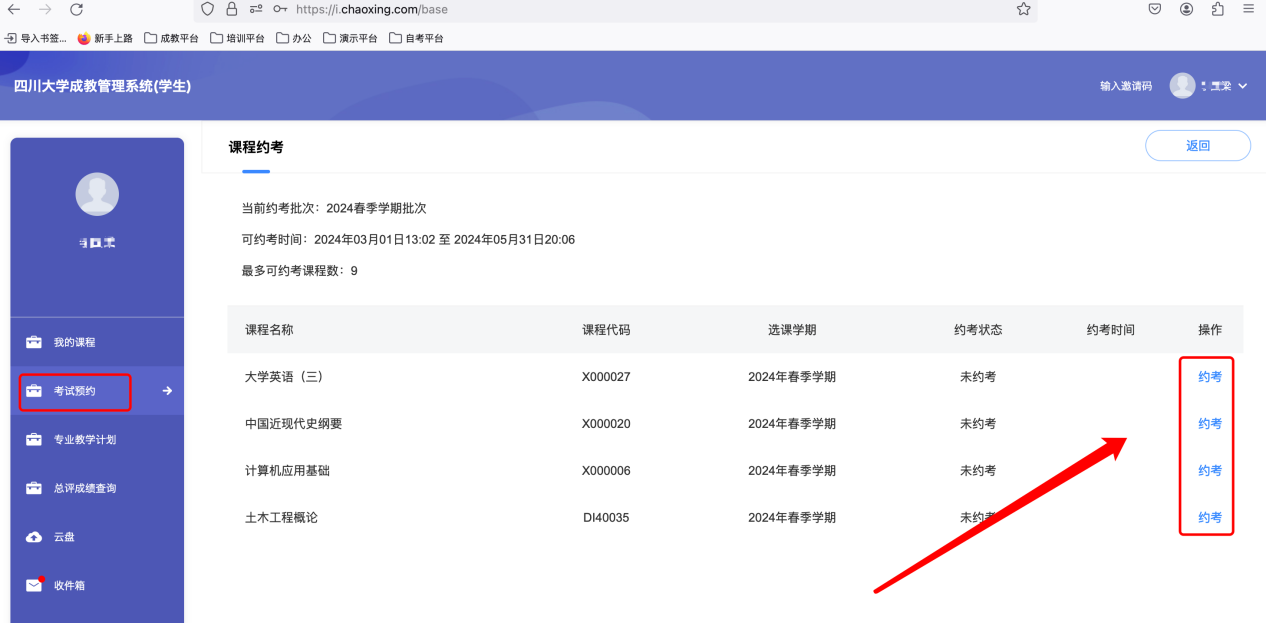 https://i.chaoxing.com/base
导入书签... 新手上路 成教平台 培训平台 办公 演示平台 自考平台
四川大学成教管理系统(学生)
输入邀请码
课程约考
返回
当前约考批次：2024春季学期批次
可约考时间：2024年03月01日13:02 至 2024年05月31日20:06
最多可约考课程数：9
课程名称 课程代码 选课学期 约考状态 约考时间 操作
大学英语（三） X000027 2024年春季学期 未约考 约考
中国近现代史纲要 X000020 2024年春季学期 未约考 约考
计算机应用基础 X000006 2024年春季学期 未约考 约考
土木工程概论 DI40035 2024年春季学期 未约考 约考
我的课程
考试预约
专业教学计划
总评成绩查询
云盘
收件箱